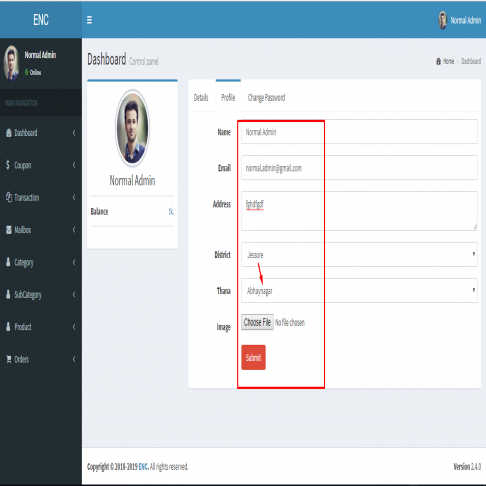 ENC
Normal Admin
Normal Admin
Online
MAIN NAVIGATION
Dashboard
Coupon
Transaction
Mailbox
Category
SubCategory
Product
Orders
Dashboard Control panel
Home / Dashboard
Normal Admin
Balance tk.
Details Profile Change Password
Name Normal Admin
Email normal.admin@gmail.com
Address fghdfgdf
District Jessore
Thana Abhaynagar
Image Choose File No file chosen
Submit
Copyright © 2018-2019 ENC. All rights reserved.
Version 2.4.0